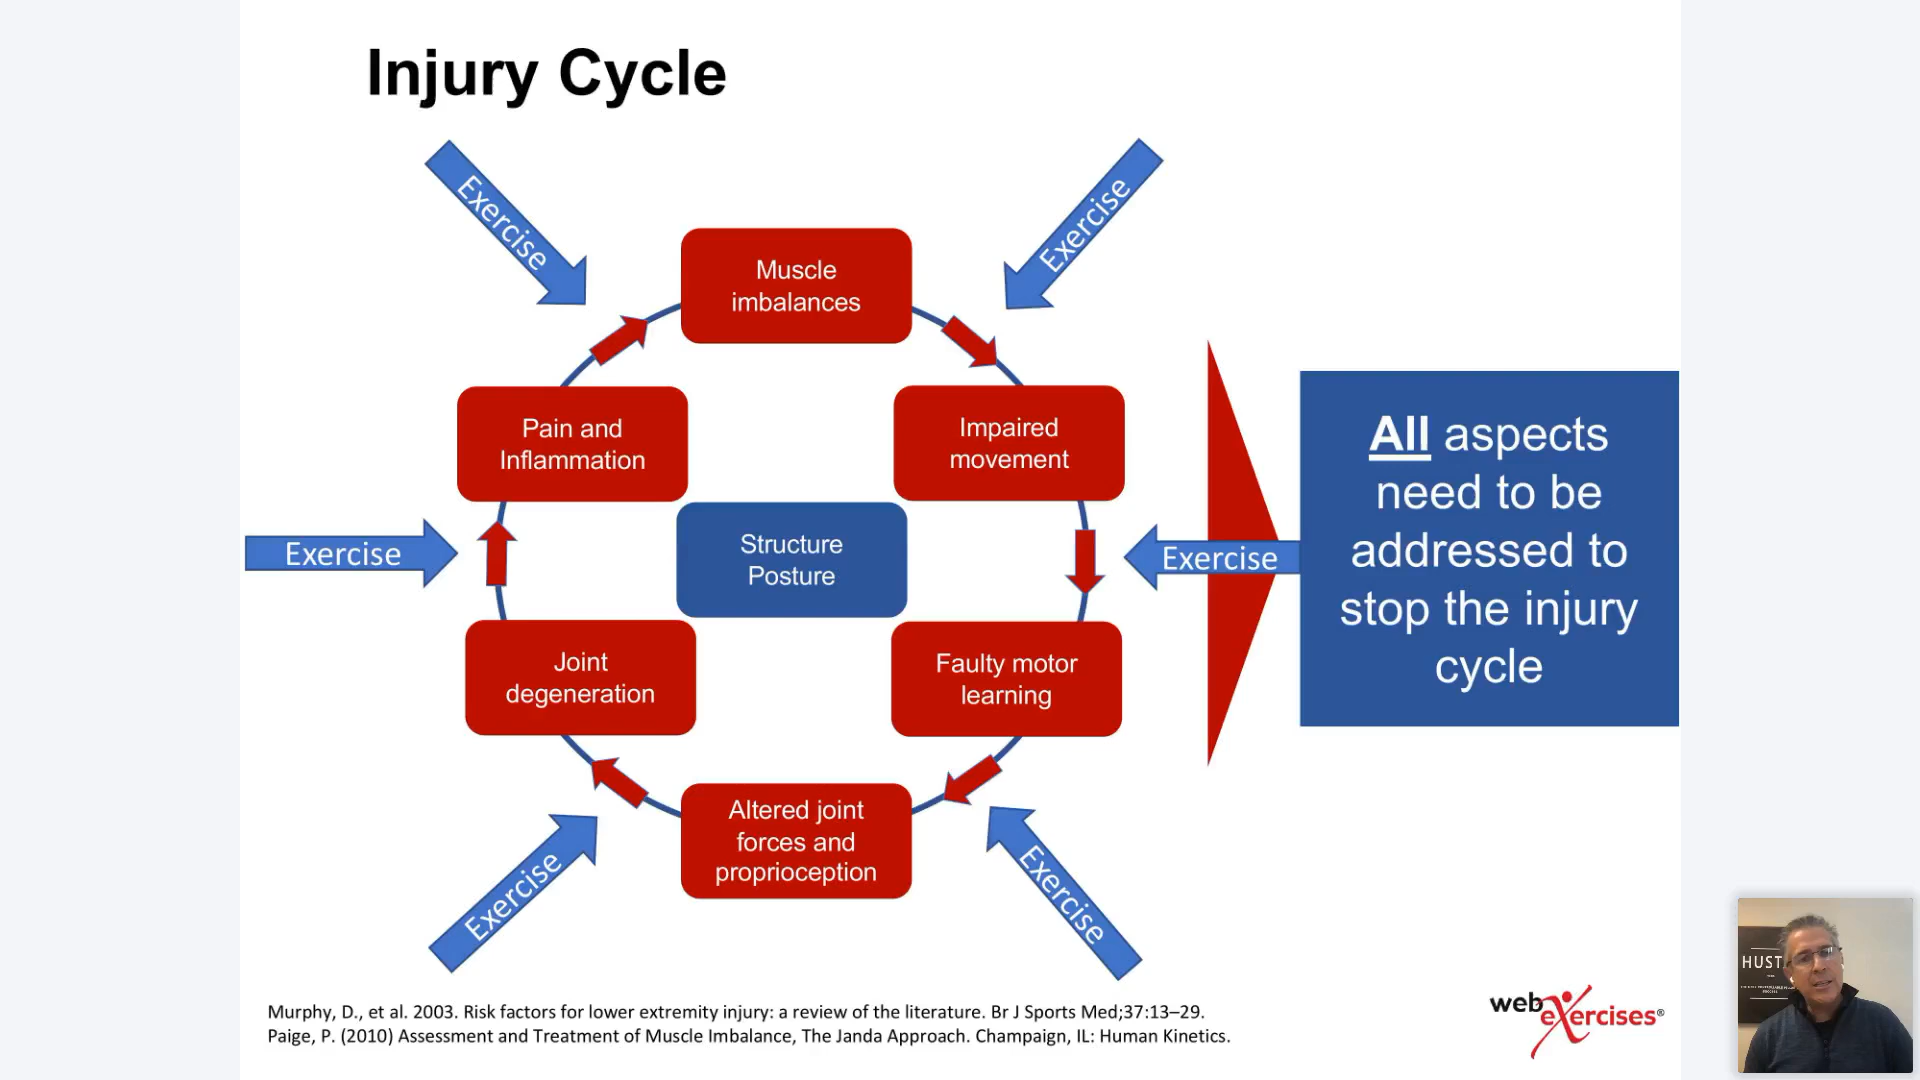 Injury Cycle
Exercise
Exercise
Muscle
imbalances
Pain and
Inflammation
Impaired
movement
Structure
Posture
Exercise
Exercise
Joint
degeneration
Faulty motor
learning
Altered joint
forces and
proprioception
Exercise
Exercise
All aspects
need to be
addressed to
stop the injury
cycle
Murphy, D., et al. 2003. Risk factors for lower extremity injury: a review of the literature. Br J Sports Med;37:13–29.
Paige, P. (2010) Assessment and Treatment of Muscle Imbalance, The Janda Approach. Champaign, IL: Human Kinetics.
web
eXercises®
HUST